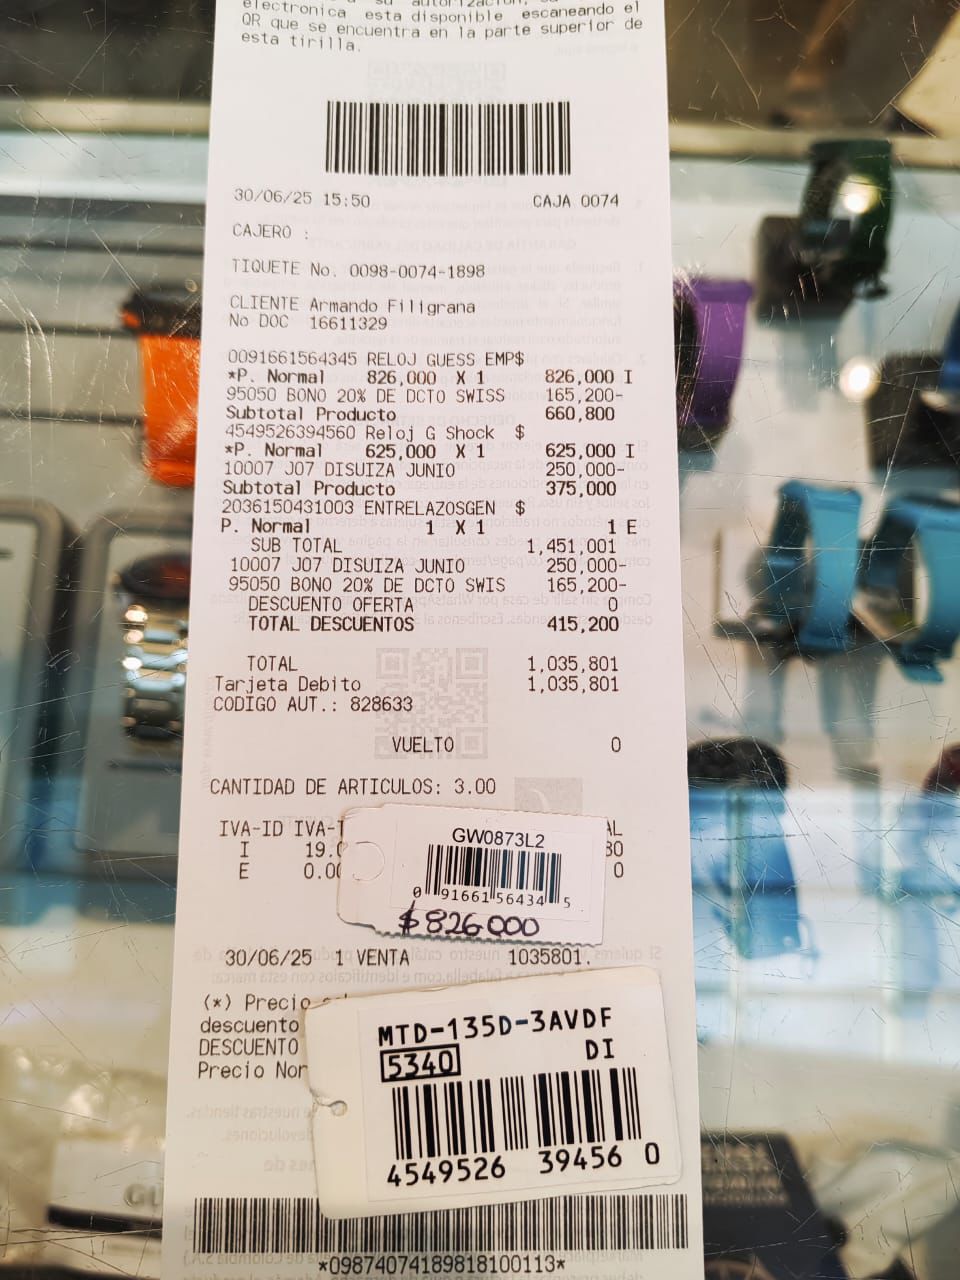 electronica esta disponible escaneando el
QR que se encuentra en la parte superior de
esta tirilla.
30/06/25 15:50 CAJA 0074
CAJERO :
TIQUETE No. 0098-0074-1898
CLIENTE Armando Filigrana
No DOC 16611329
0091661564345 RELOJ GUESS EMP$
*P. Normal 826,000 X 1 826,000 I
95050 BONO 20% DE DCTO SWISS 165,200-
Subtotal Producto 660,800
4549526394560 Reloj G Shock $
*P. Normal 625,000 X 1 625,000 I
10007 J07 DISUIZA JUNIO 250,000-
Subtotal Producto 375,000
2036150431003 ENTRELAZOSGEN $
P. Normal 1 X 1 1 E
SUB TOTAL 1,451,001
10007 J07 DISUIZA JUNIO 250,000-
95050 BONO 20% DE DCTO SWIS 165,200-
DESCUENTO OFERTA 0
TOTAL DESCUENTOS 415,200
TOTAL 1,035,801
Tarjeta Debito 1,035,801
CODIGO AUT.: 828633
VUELTO 0
CANTIDAD DE ARTICULOS: 3.00
IVA-ID IVA-T AL
I 19.0 80
E 0.00 0
GW0873L2
0 91661 56434 5
$826000
30/06/25 1 VENTA 1035801.
(*) Precio
descuento
DESCUENTO
Precio Nor
MTD-135D-3AVDF
5340 DI
4549526 39456 0
*09874074189818100113*